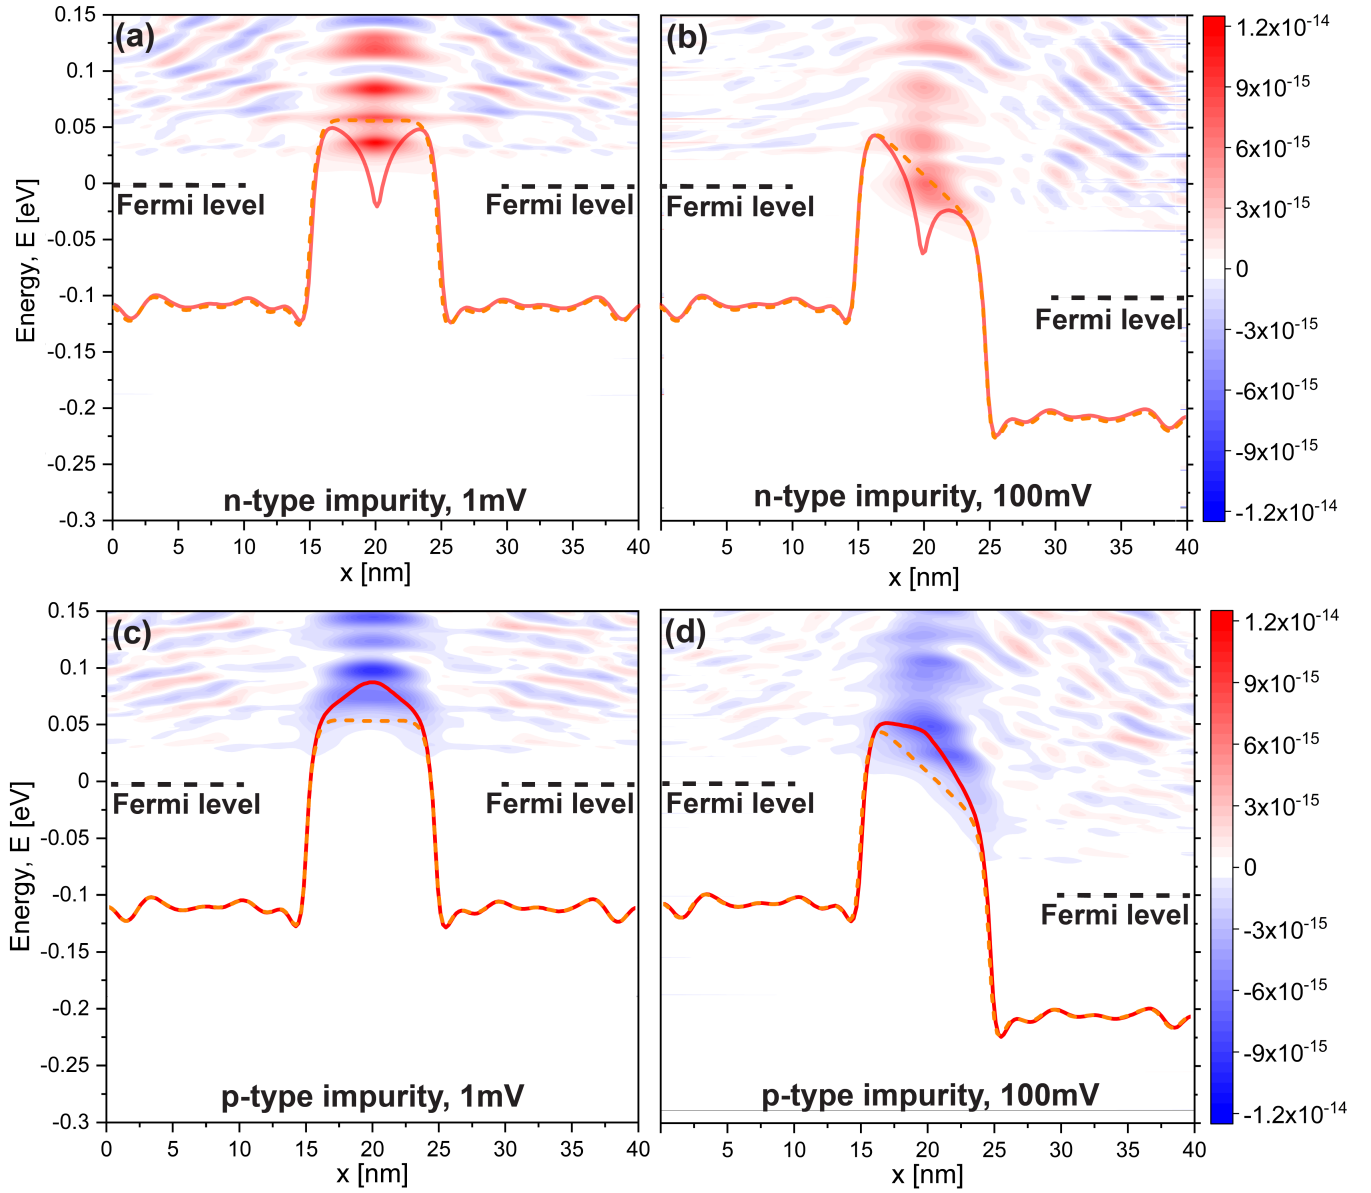 (a)
0.15
0.1
0.05
0
-0.05
-0.1
-0.15
-0.2
-0.25
-0.3
Energy, E [eV]
Fermi level
Fermi level
n-type impurity, 1mV
0 5 10 15 20 25 30 35 40
x [nm]
(b)
Fermi level
Fermi level
n-type impurity, 100mV
5 10 15 20 25 30 35 40
x [nm]
1.2x10⁻¹⁴
9x10⁻¹⁵
6x10⁻¹⁵
3x10⁻¹⁵
0
-3x10⁻¹⁵
-6x10⁻¹⁵
-9x10⁻¹⁵
-1.2x10⁻¹⁴
(c)
0.15
0.1
0.05
0
-0.05
-0.1
-0.15
-0.2
-0.25
-0.3
Energy, E [eV]
Fermi level
Fermi level
p-type impurity, 1mV
0 5 10 15 20 25 30 35 40
x [nm]
(d)
Fermi level
Fermi level
p-type impurity, 100mV
5 10 15 20 25 30 35 40
x [nm]
1.2x10⁻¹⁴
9x10⁻¹⁵
6x10⁻¹⁵
3x10⁻¹⁵
0
-3x10⁻¹⁵
-6x10⁻¹⁵
-9x10⁻¹⁵
-1.2x10⁻¹⁴